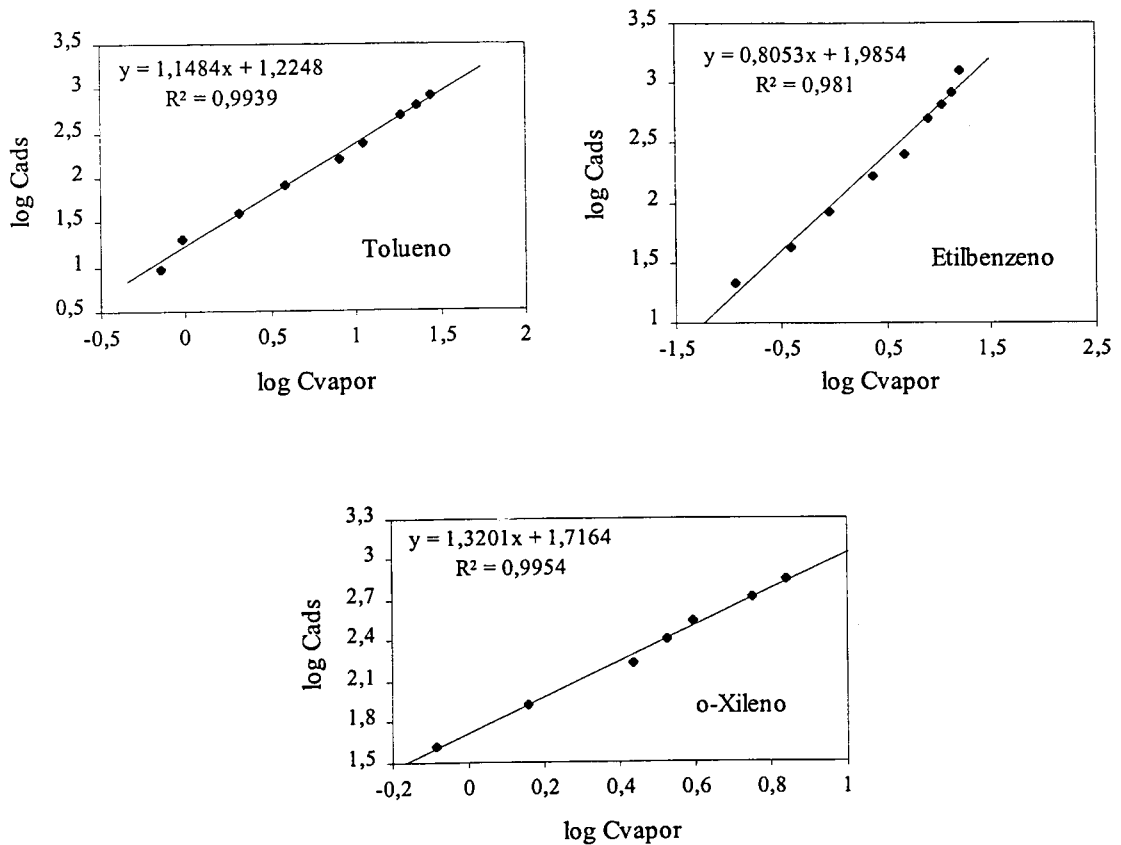 3,5
3
2,5
2
1,5
1
0,5
log Cads
y = 1,1484x + 1,2248
R² = 0,9939
Tolueno
-0,5 0 0,5 1 1,5 2
log Cvapor
3,5
3
2,5
2
1,5
1
log Cads
y = 0,8053x + 1,9854
R² = 0,981
Etilbenzeno
-1,5 -0,5 0,5 1,5 2,5
log Cvapor
3,3
3
2,7
2,4
2,1
1,8
1,5
log Cads
y = 1,3201x + 1,7164
R² = 0,9954
o-Xileno
-0,2 0 0,2 0,4 0,6 0,8 1
log Cvapor